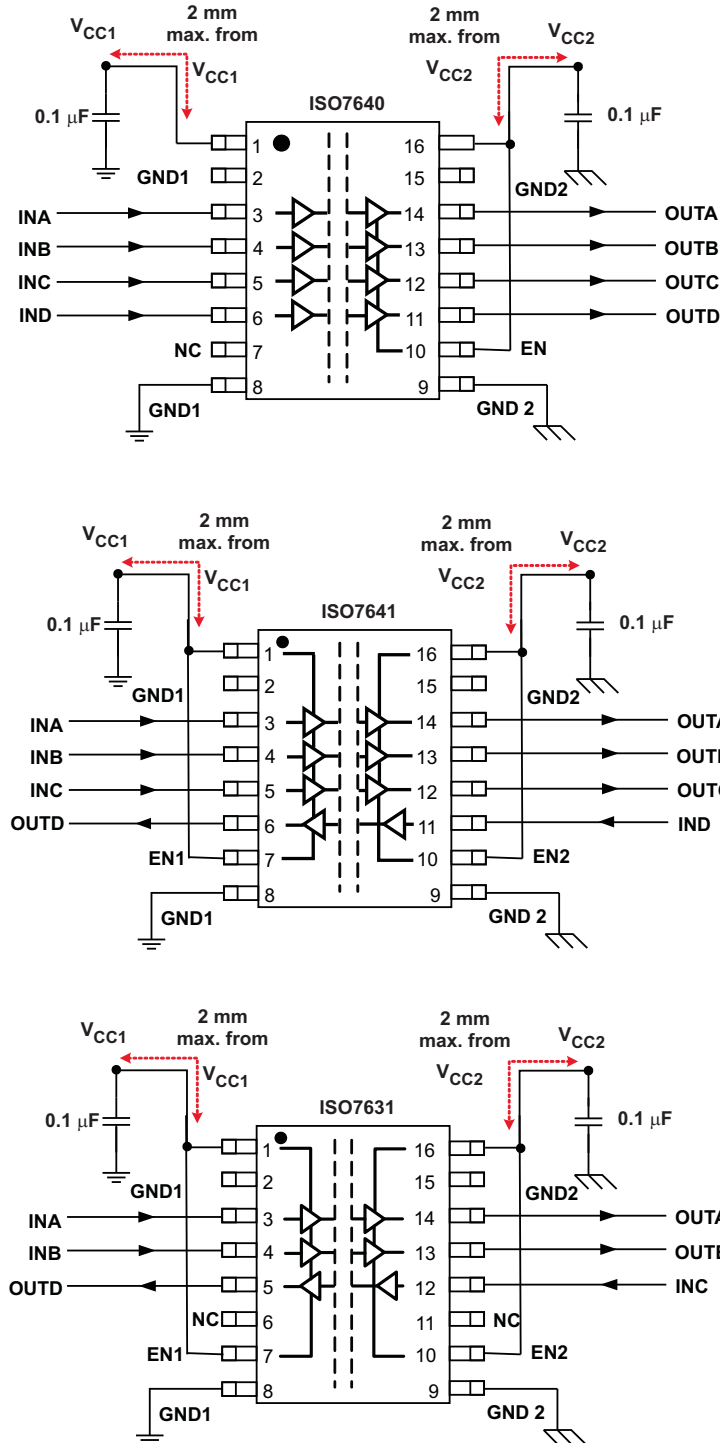 2 mm
max. from
VCC1
VCC1
0.1 μF
2 mm
max. from
VCC2
VCC2
0.1 μF
ISO7640
GND1
GND2
1
2
3
4
5
6
7
8
16
15
14
13
12
11
10
9
INA
INB
INC
IND
NC
GND1
OUTA
OUTB
OUTC
OUTD
EN
GND 2
2 mm
max. from
VCC1
VCC1
0.1 μF
2 mm
max. from
VCC2
VCC2
0.1 μF
ISO7641
GND1
GND2
1
2
3
4
5
6
7
8
16
15
14
13
12
11
10
9
INA
INB
INC
OUTD
EN1
GND1
OUTA
OUTB
OUTC
IND
EN2
GND 2
2 mm
max. from
VCC1
VCC1
0.1 μF
2 mm
max. from
VCC2
VCC2
0.1 μF
ISO7631
GND1
GND2
1
2
3
4
5
6
7
8
16
15
14
13
12
11
10
9
INA
INB
OUTD
NC
EN1
GND1
OUTA
OUTB
INC
NC
EN2
GND 2